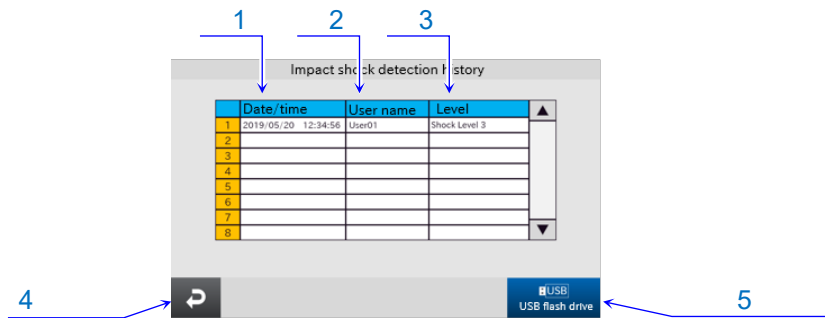 1 2 3
Impact shock detection history
Date/time User name Level
1 2019/05/20 12:34:56 User01 Shock Level 3
2
3
4
5
6
7
8
4
USB
USB flash drive
5